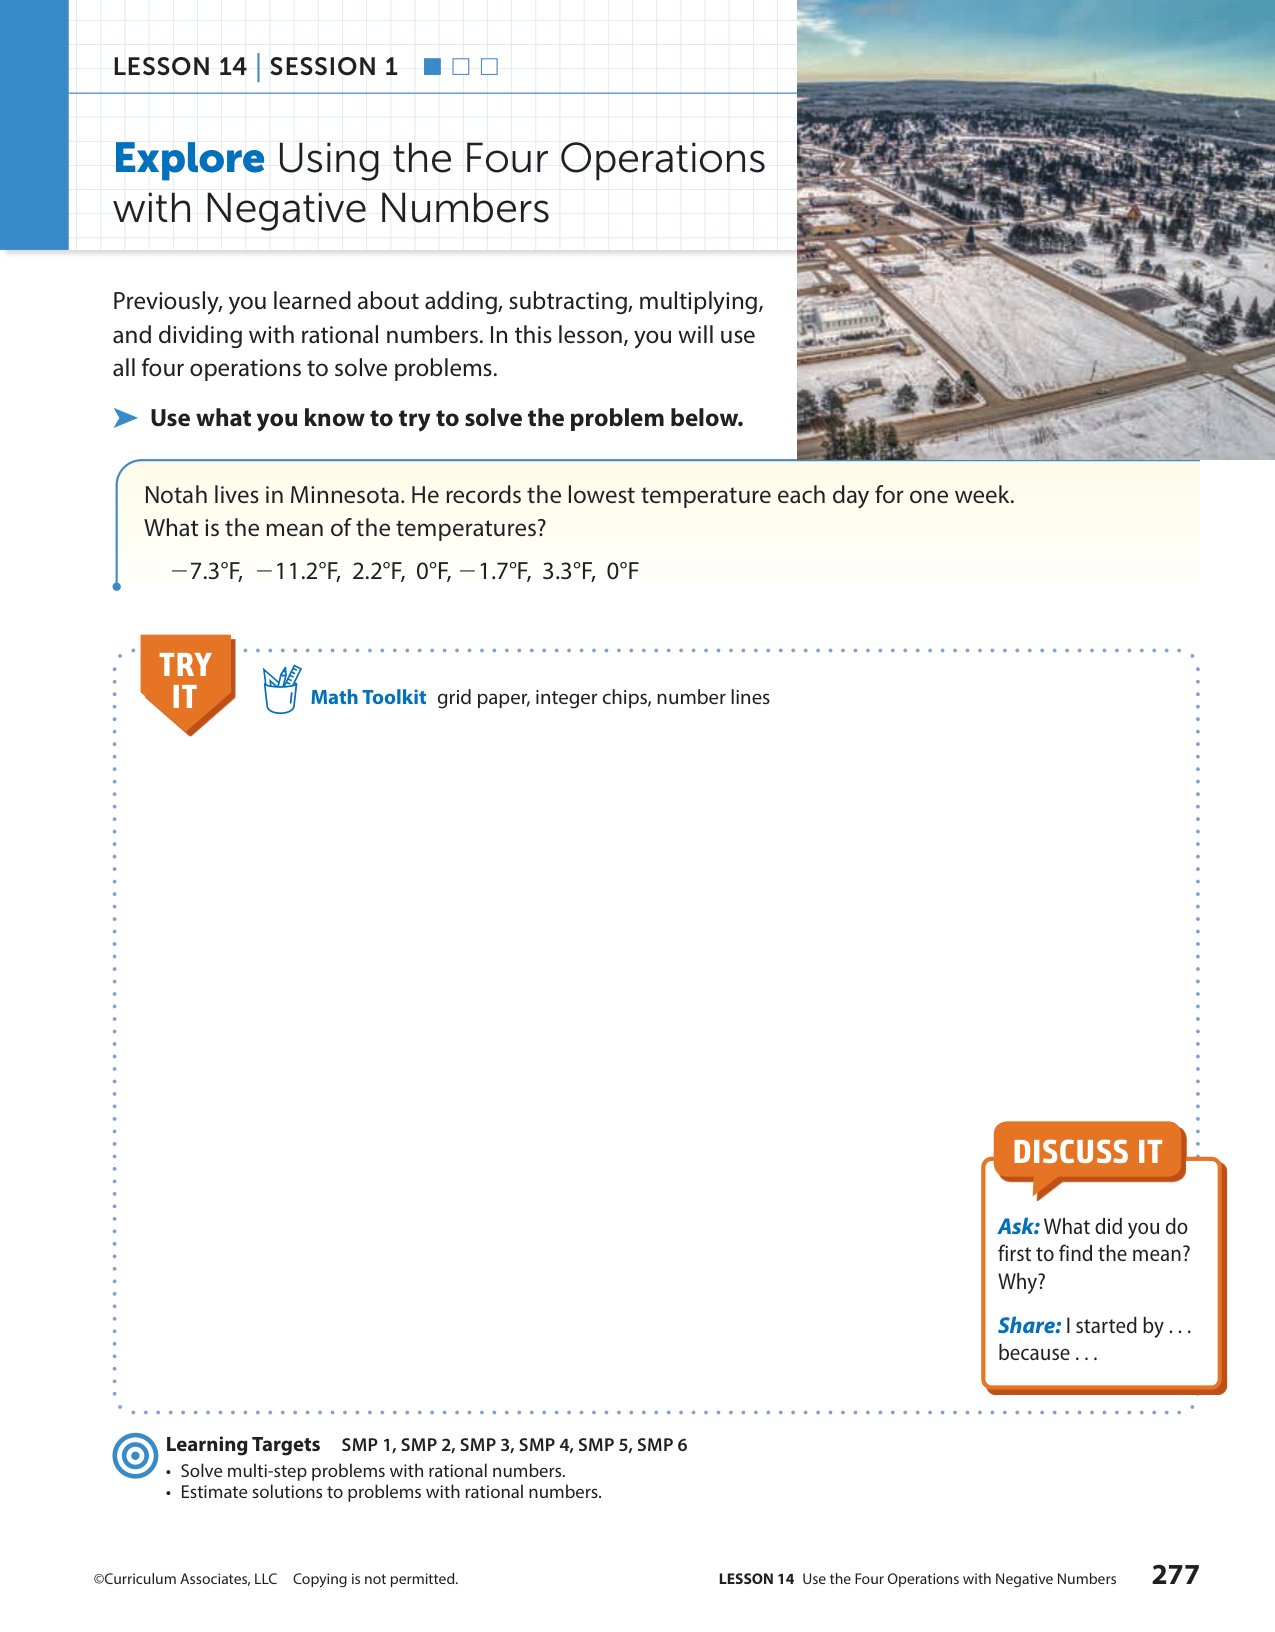 LESSON 14 | SESSION 1
Explore Using the Four Operations
with Negative Numbers
Previously, you learned about adding, subtracting, multiplying,
and dividing with rational numbers. In this lesson, you will use
all four operations to solve problems.
Use what you know to try to solve the problem below.
Notah lives in Minnesota. He records the lowest temperature each day for one week.
What is the mean of the temperatures?
−7.3°F, −11.2°F, 2.2°F, 0°F, −1.7°F, 3.3°F, 0°F
TRY
IT
Math Toolkit grid paper, integer chips, number lines
DISCUSS IT
Ask: What did you do
first to find the mean?
Why?
Share: I started by . . .
because . . .
Learning Targets SMP 1, SMP 2, SMP 3, SMP 4, SMP 5, SMP 6
• Solve multi-step problems with rational numbers.
• Estimate solutions to problems with rational numbers.
©Curriculum Associates, LLC Copying is not permitted.
LESSON 14 Use the Four Operations with Negative Numbers 277